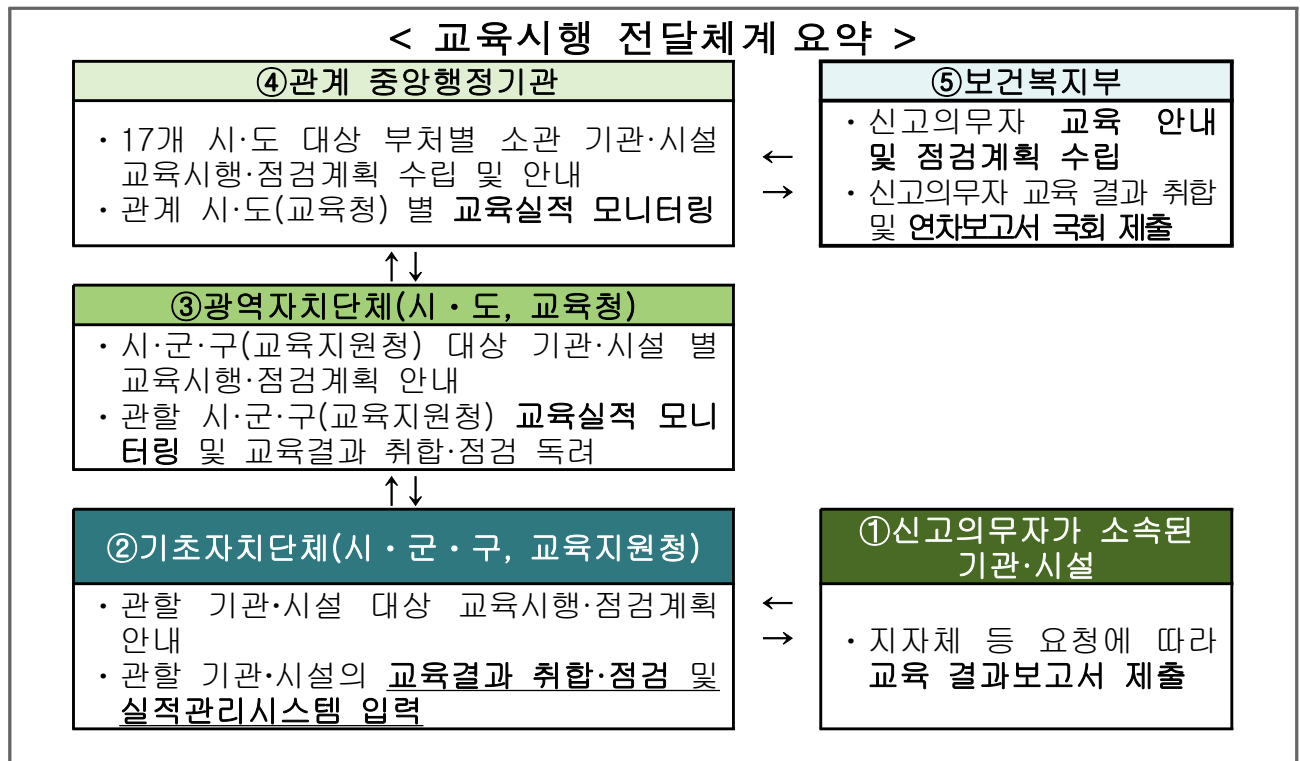 < 교육시행 전달체계 요약 >
④관계 중앙행정기관
· 17개 시·도 대상 부처별 소관 기관·시설
교육시행·점검계획 수립 및 안내
· 관계 시·도(교육청) 별 교육실적 모니터링
←
→
⑤보건복지부
· 신고의무자 교육 안내
및 점검계획 수립
· 신고의무자 교육 결과 취합
및 연차보고서 국회 제출
↑↓
③광역자치단체(시·도, 교육청)
· 시·군·구(교육지원청) 대상 기관·시설 별
교육시행·점검계획 안내
· 관할 시·군·구(교육지원청) 교육실적 모니
터링 및 교육결과 취합·점검 독려
↑↓
②기초자치단체(시·군·구, 교육지원청)
· 관할 기관·시설 대상 교육시행·점검계획
안내
· 관할 기관·시설의 교육결과 취합·점검 및
실적관리시스템 입력
←
→
①신고의무자가 소속된
기관·시설
· 지자체 등 요청에 따라
교육 결과보고서 제출